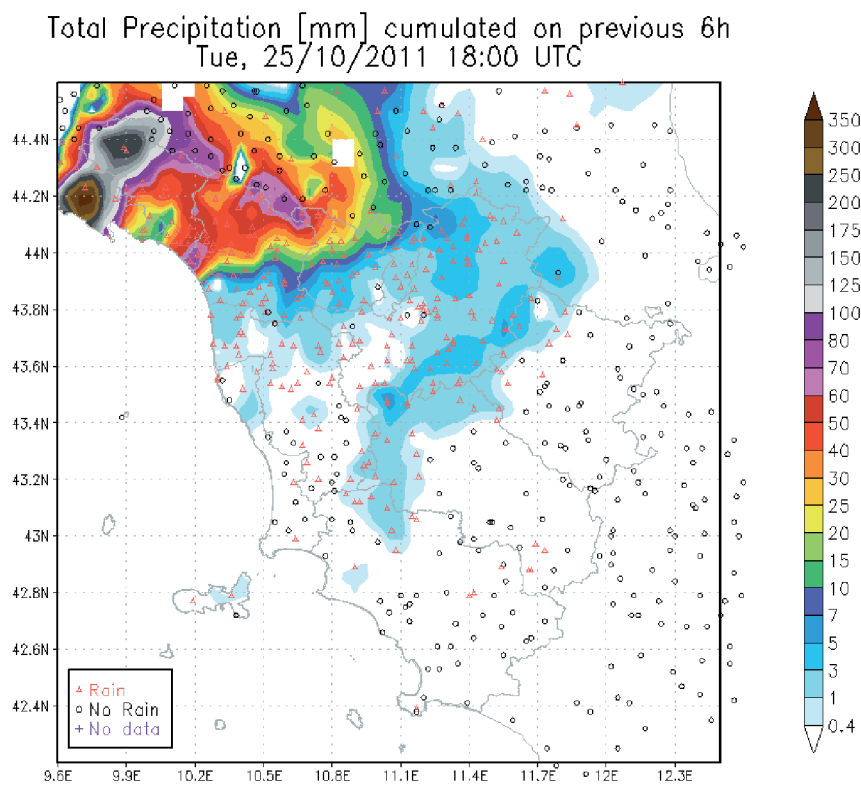 Total Precipitation [mm] cumulated on previous 6h
Tue, 25/10/2011 18:00 UTC
44.4N
44.2N
44N
43.8N
43.6N
43.4N
43.2N
43N
42.8N
42.6N
42.4N
9.6E 9.9E 10.2E 10.5E 10.8E 11.1E 11.4E 11.7E 12E 12.3E
Rain
No Rain
No data
350
300
250
200
175
150
125
100
80
70
60
50
40
30
25
20
15
10
7
5
3
1
0.4